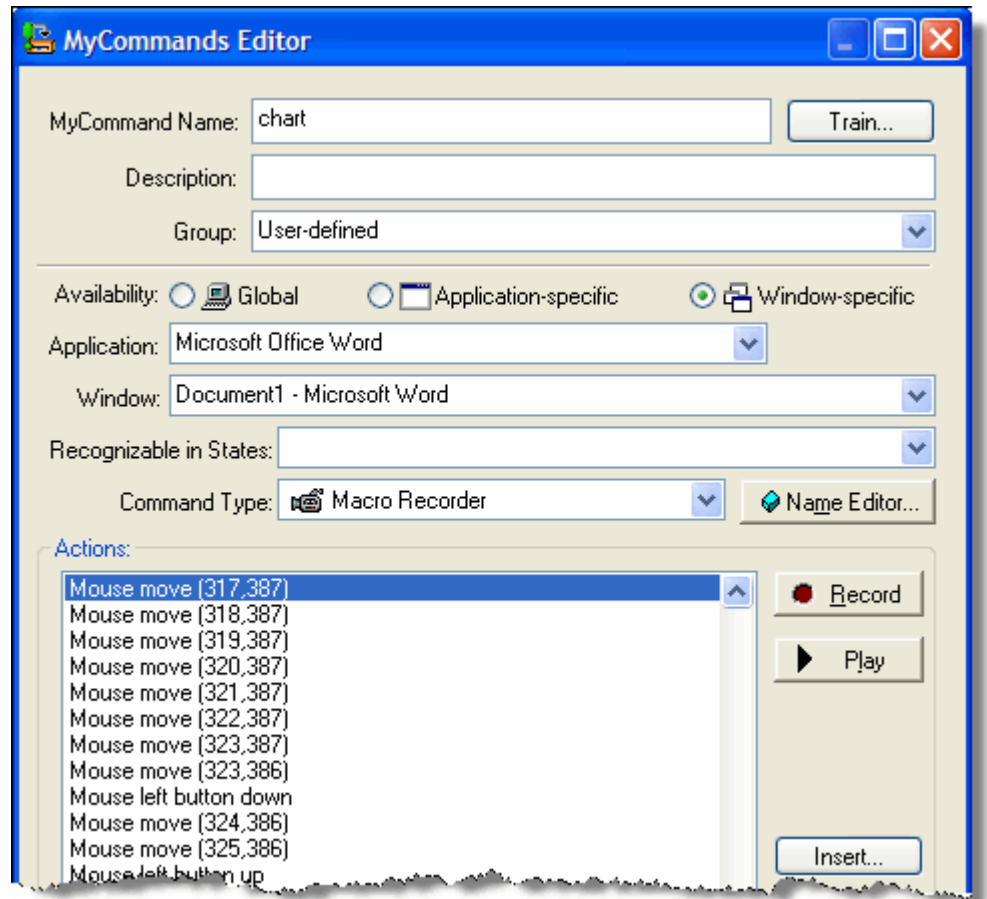 MyCommands Editor
MyCommand Name: chart Train...
Description:
Group: User-defined
Availability: Global Application-specific Window-specific
Application: Microsoft Office Word
Window: Document1 - Microsoft Word
Recognizable in States:
Command Type: Macro Recorder Name Editor...
Actions:
Mouse move (317,387)
Record
Mouse move (318,387)
Mouse move (319,387)
Mouse move (320,387)
Play
Mouse move (321,387)
Mouse move (322,387)
Mouse move (323,387)
Mouse move (323,386)
Mouse left button down
Mouse move (324,386)
Mouse move (325,386)
Insert...
Mouse left button up